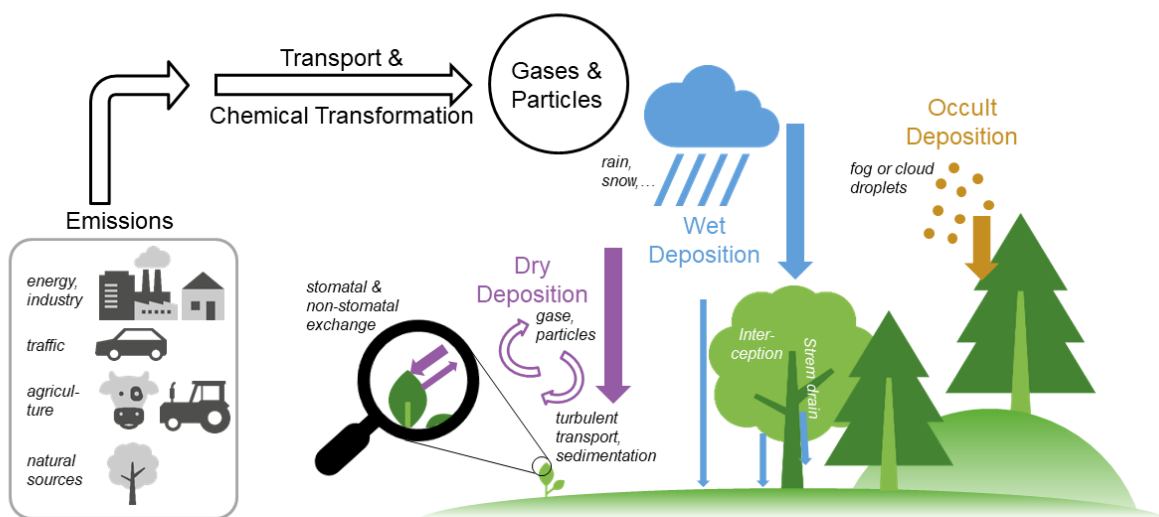 Transport &
Chemical Transformation
Gases &
Particles
Emissions
energy,
industry
traffic
agricul-
ture
natural
sources
stomatal &
non-stomatal
exchange
Dry
Deposition
gase,
particles
turbulent
transport,
sedimentation
rain,
snow,...
Wet
Deposition
Inter-
ception
Strem drain
Occult
Deposition
fog or cloud
droplets